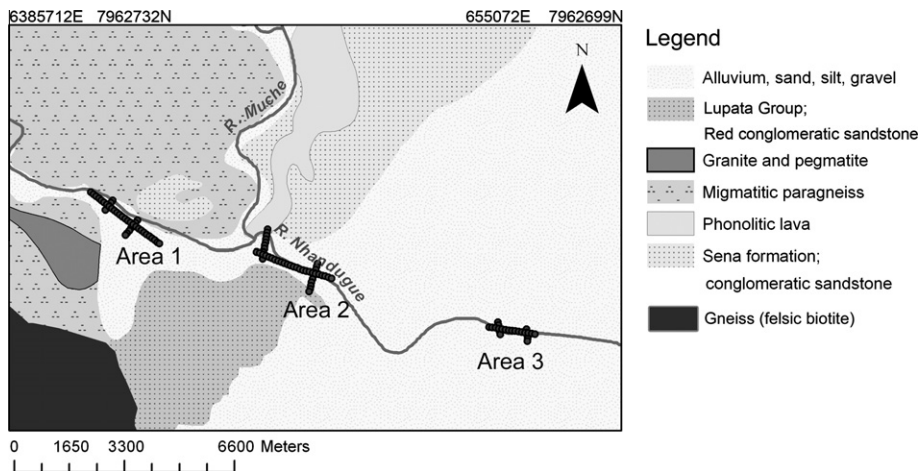 6385712E 7962732N
655072E 7962699N
N
R. Muche
Area 1
R. Nhandugue
Area 2
Area 3
0 1650 3300 6600 Meters
Legend
Alluvium, sand, silt, gravel
Lupata Group;
Red conglomeratic sandstone
Granite and pegmatite
Migmatitic paragneiss
Phonolitic lava
Sena formation;
conglomeratic sandstone
Gneiss (felsic biotite)